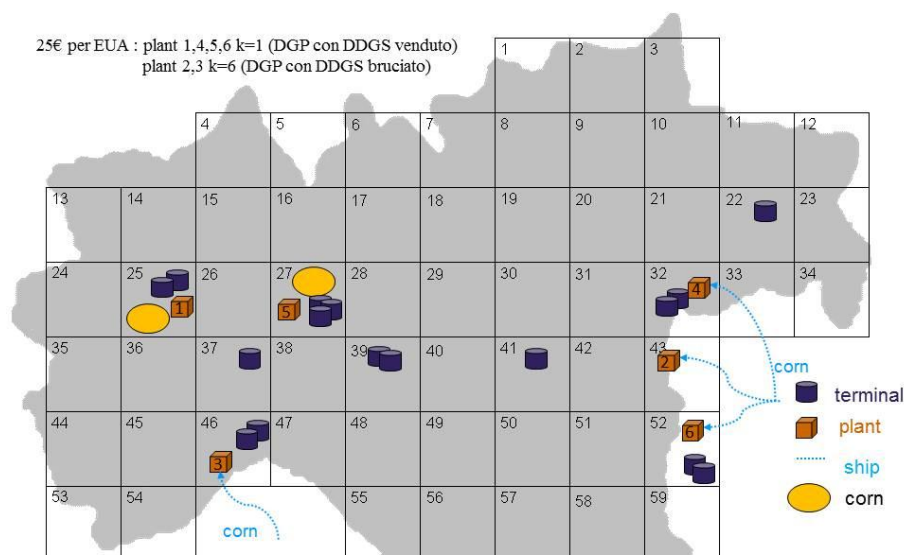 25€ per EUA : plant 1,4,5,6 k=1 (DGP con DDGS venduto)
plant 2,3 k=6 (DGP con DDGS bruciato)
1 2 3
4 5 6 7 8 9 10 11 12
13 14 15 16 17 18 19 20 21 22 23
24 25 26 27 28 29 30 31 32 33 34
1 5 4
35 36 37 38 39 40 41 42 43
2 corn
terminal
44 45 46 47 48 49 50 51 52
3 6
plant
ship
53 54 55 56 57 58 59
corn
corn